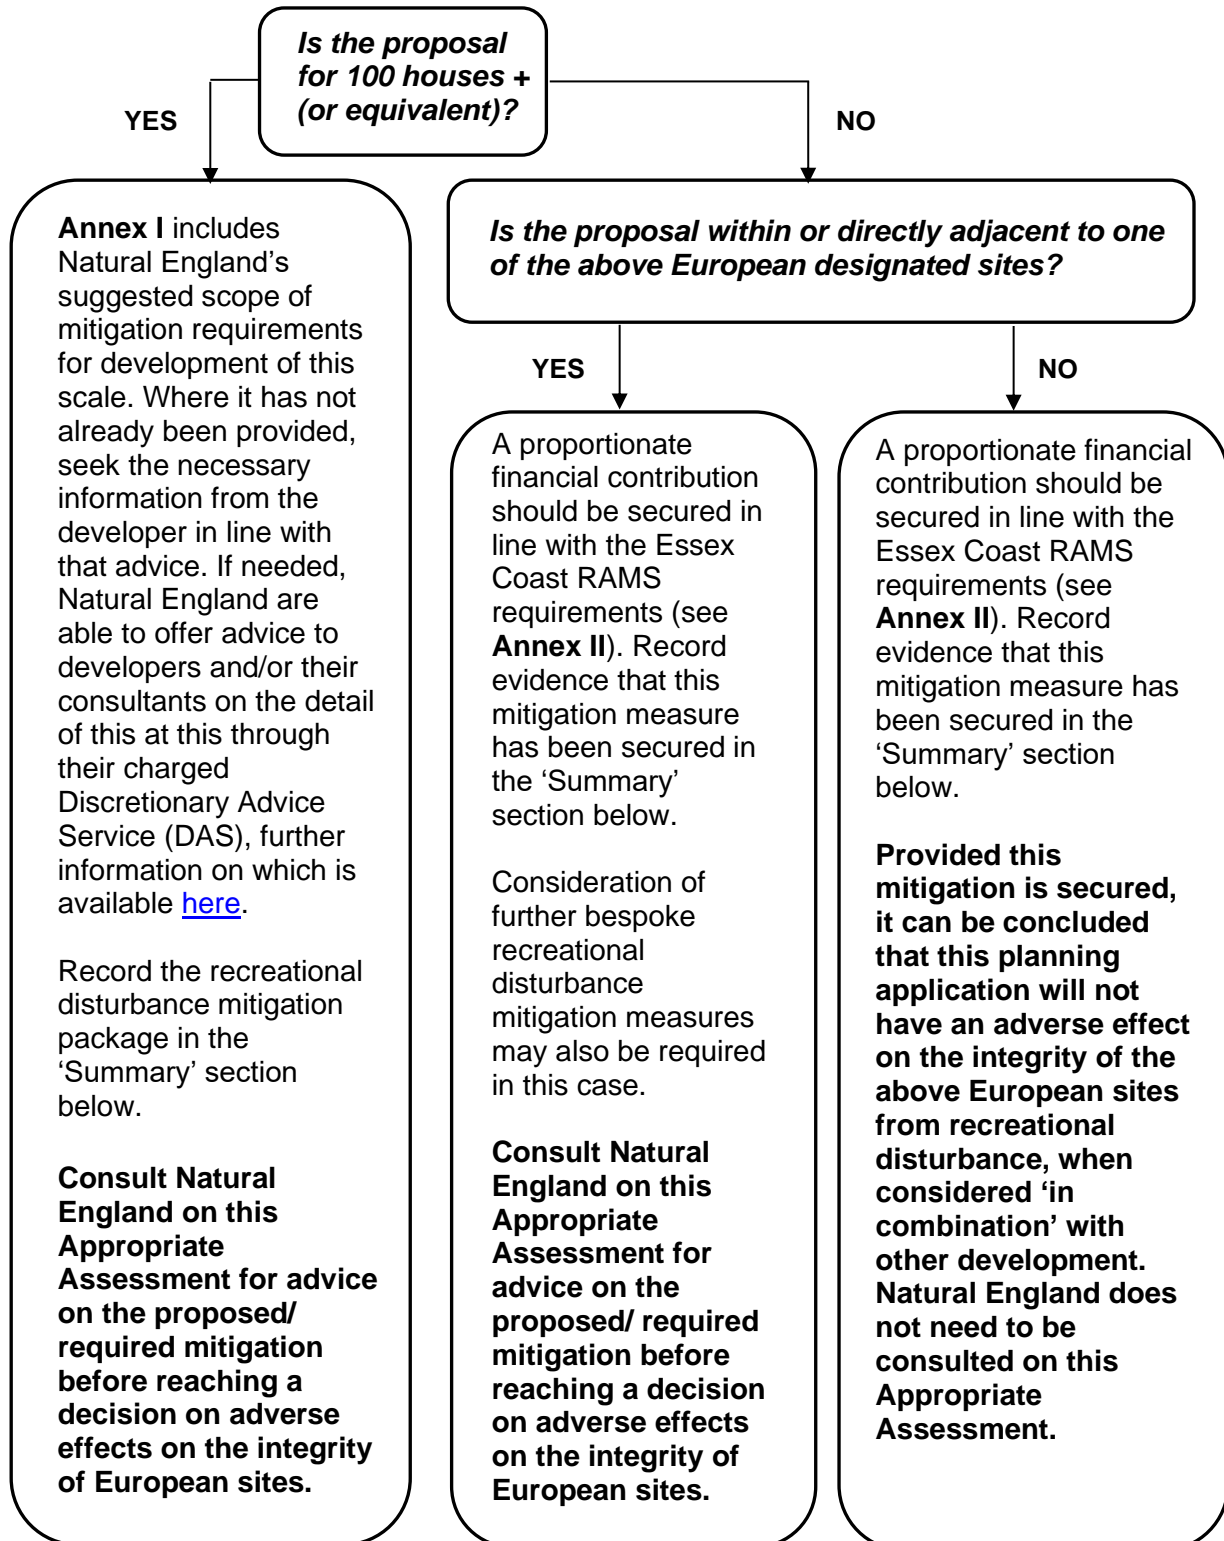 Is the proposal
for 100 houses +
(or equivalent)?
YES
NO
Annex I includes
Natural England’s
suggested scope of
mitigation requirements
for development of this
scale. Where it has not
already been provided,
seek the necessary
information from the
developer in line with
that advice. If needed,
Natural England are
able to offer advice to
developers and/or their
consultants on the detail
of this at this through
their charged
Discretionary Advice
Service (DAS), further
information on which is
available here.
Record the recreational
disturbance mitigation
package in the
‘Summary’ section
below.
Consult Natural
England on this
Appropriate
Assessment for advice
on the proposed/
required mitigation
before reaching a
decision on adverse
effects on the integrity
of European sites.
Is the proposal within or directly adjacent to one
of the above European designated sites?
YES
NO
A proportionate
financial contribution
should be secured in
line with the Essex
Coast RAMS
requirements (see
Annex II). Record
evidence that this
mitigation measure
has been secured in
the ‘Summary’
section below.
Consideration of
further bespoke
recreational
disturbance
mitigation measures
may also be required
in this case.
Consult Natural
England on this
Appropriate
Assessment for
advice on the
proposed/ required
mitigation before
reaching a decision
on adverse effects
on the integrity of
European sites.
A proportionate financial
contribution should be
secured in line with the
Essex Coast RAMS
requirements (see
Annex II). Record
evidence that this
mitigation measure has
been secured in the
‘Summary’ section
below.
Provided this
mitigation is secured,
it can be concluded
that this planning
application will not
have an adverse effect
on the integrity of the
above European sites
from recreational
disturbance, when
considered ‘in
combination’ with
other development.
Natural England does
not need to be
consulted on this
Appropriate
Assessment.